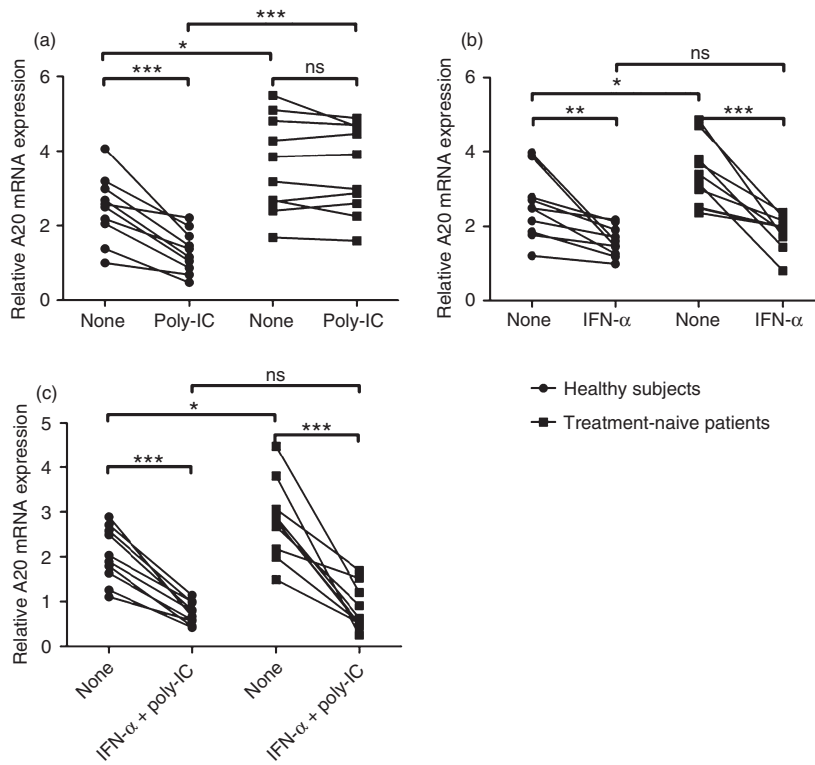 (a)
***
*
***
ns
Relative A20 mRNA expression
6
4
2
0
None
Poly-IC
None
Poly-IC
(b)
ns
*
**
***
Relative A20 mRNA expression
6
4
2
0
None
IFN-α
None
IFN-α
(c)
ns
*
***
***
Relative A20 mRNA expression
5
4
3
2
1
0
None
IFN-α + poly-IC
None
IFN-α + poly-IC
Healthy subjects
Treatment-naive patients